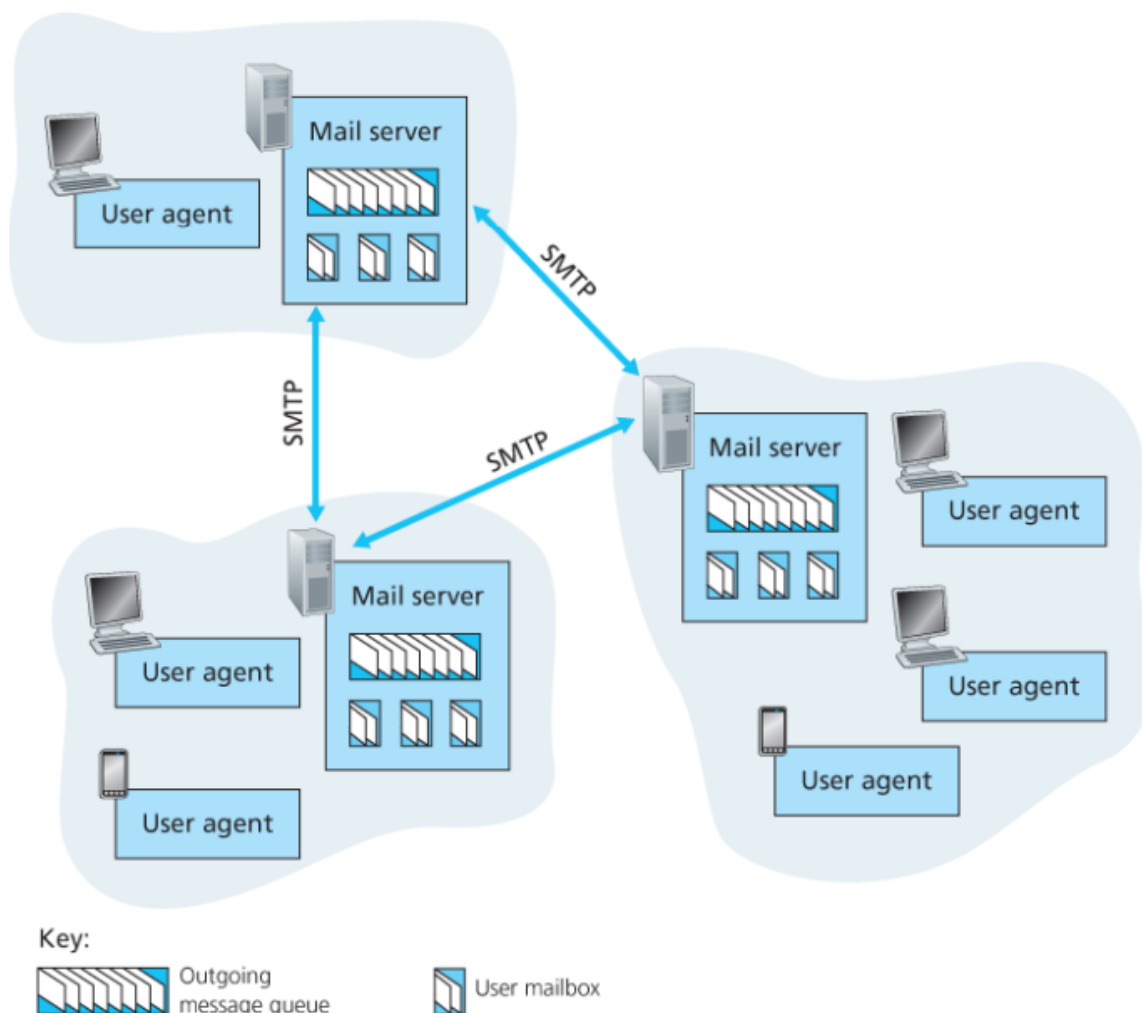 Mail server
User agent
SMTP
SMTP
SMTP
Mail server
User agent
Mail server
User agent
User agent
User agent
User agent
Key:
Outgoing
message queue
User mailbox